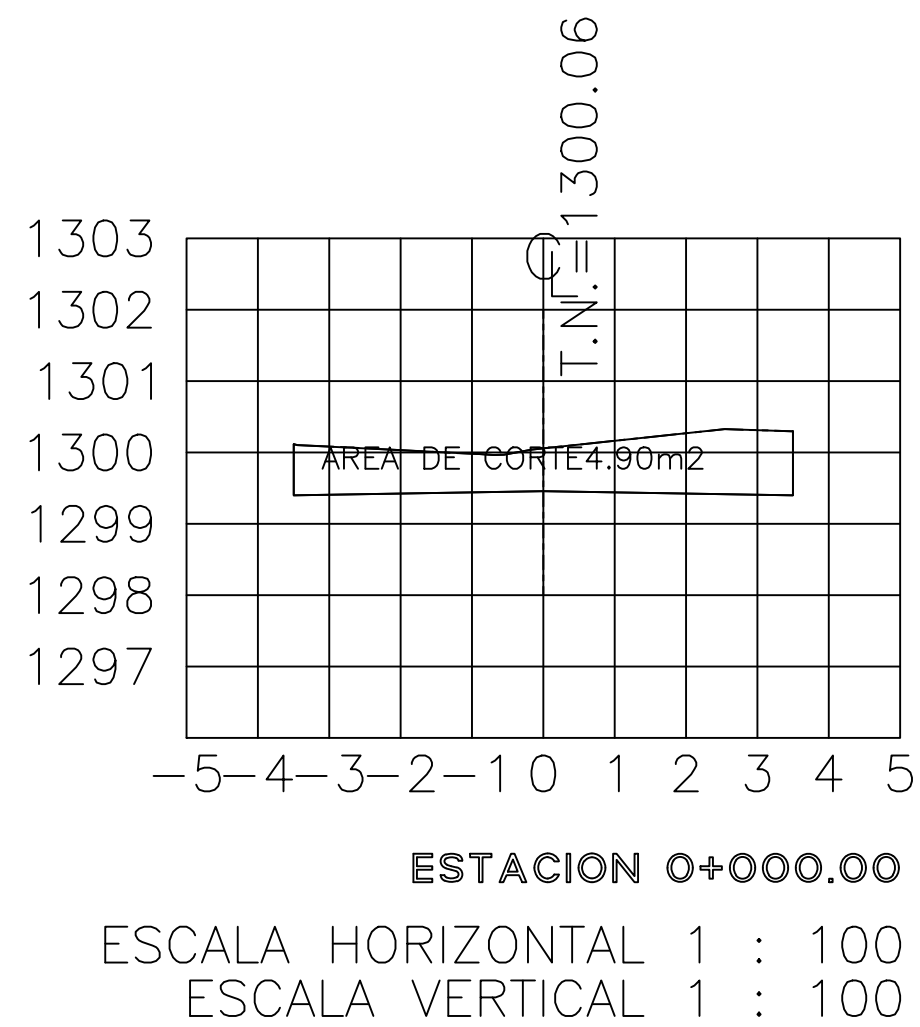 T.N.=1300.06
CL
1303
1302
1301
1300
AREA DE CORTE4.90m2
1299
1298
1297
-5 -4 -3 -2 -1 0 1 2 3 4 5
ESTACION 0+000.00
ESCALA HORIZONTAL 1 : 100
ESCALA VERTICAL 1 : 100